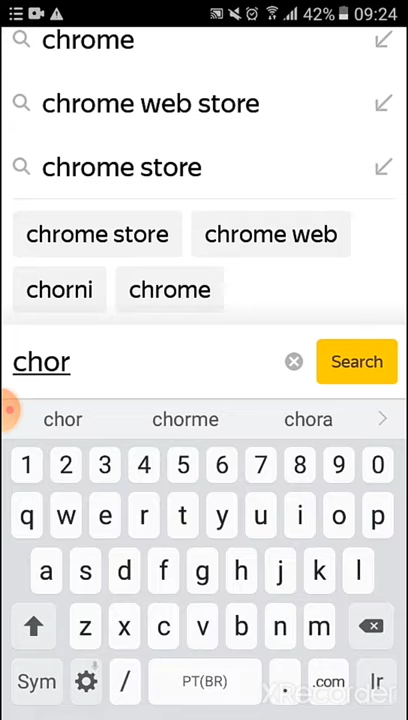 42% 09:24
chrome
chrome web store
chrome store
chrome store chrome web
chorni chrome
chor Search
chor chorme chora
1 2 3 4 5 6 7 8 9 0
q w e r t y u i o p
a s d f g h j k l
z x c v b n m
Sym / PT(BR) . .com Ir
XRecorder